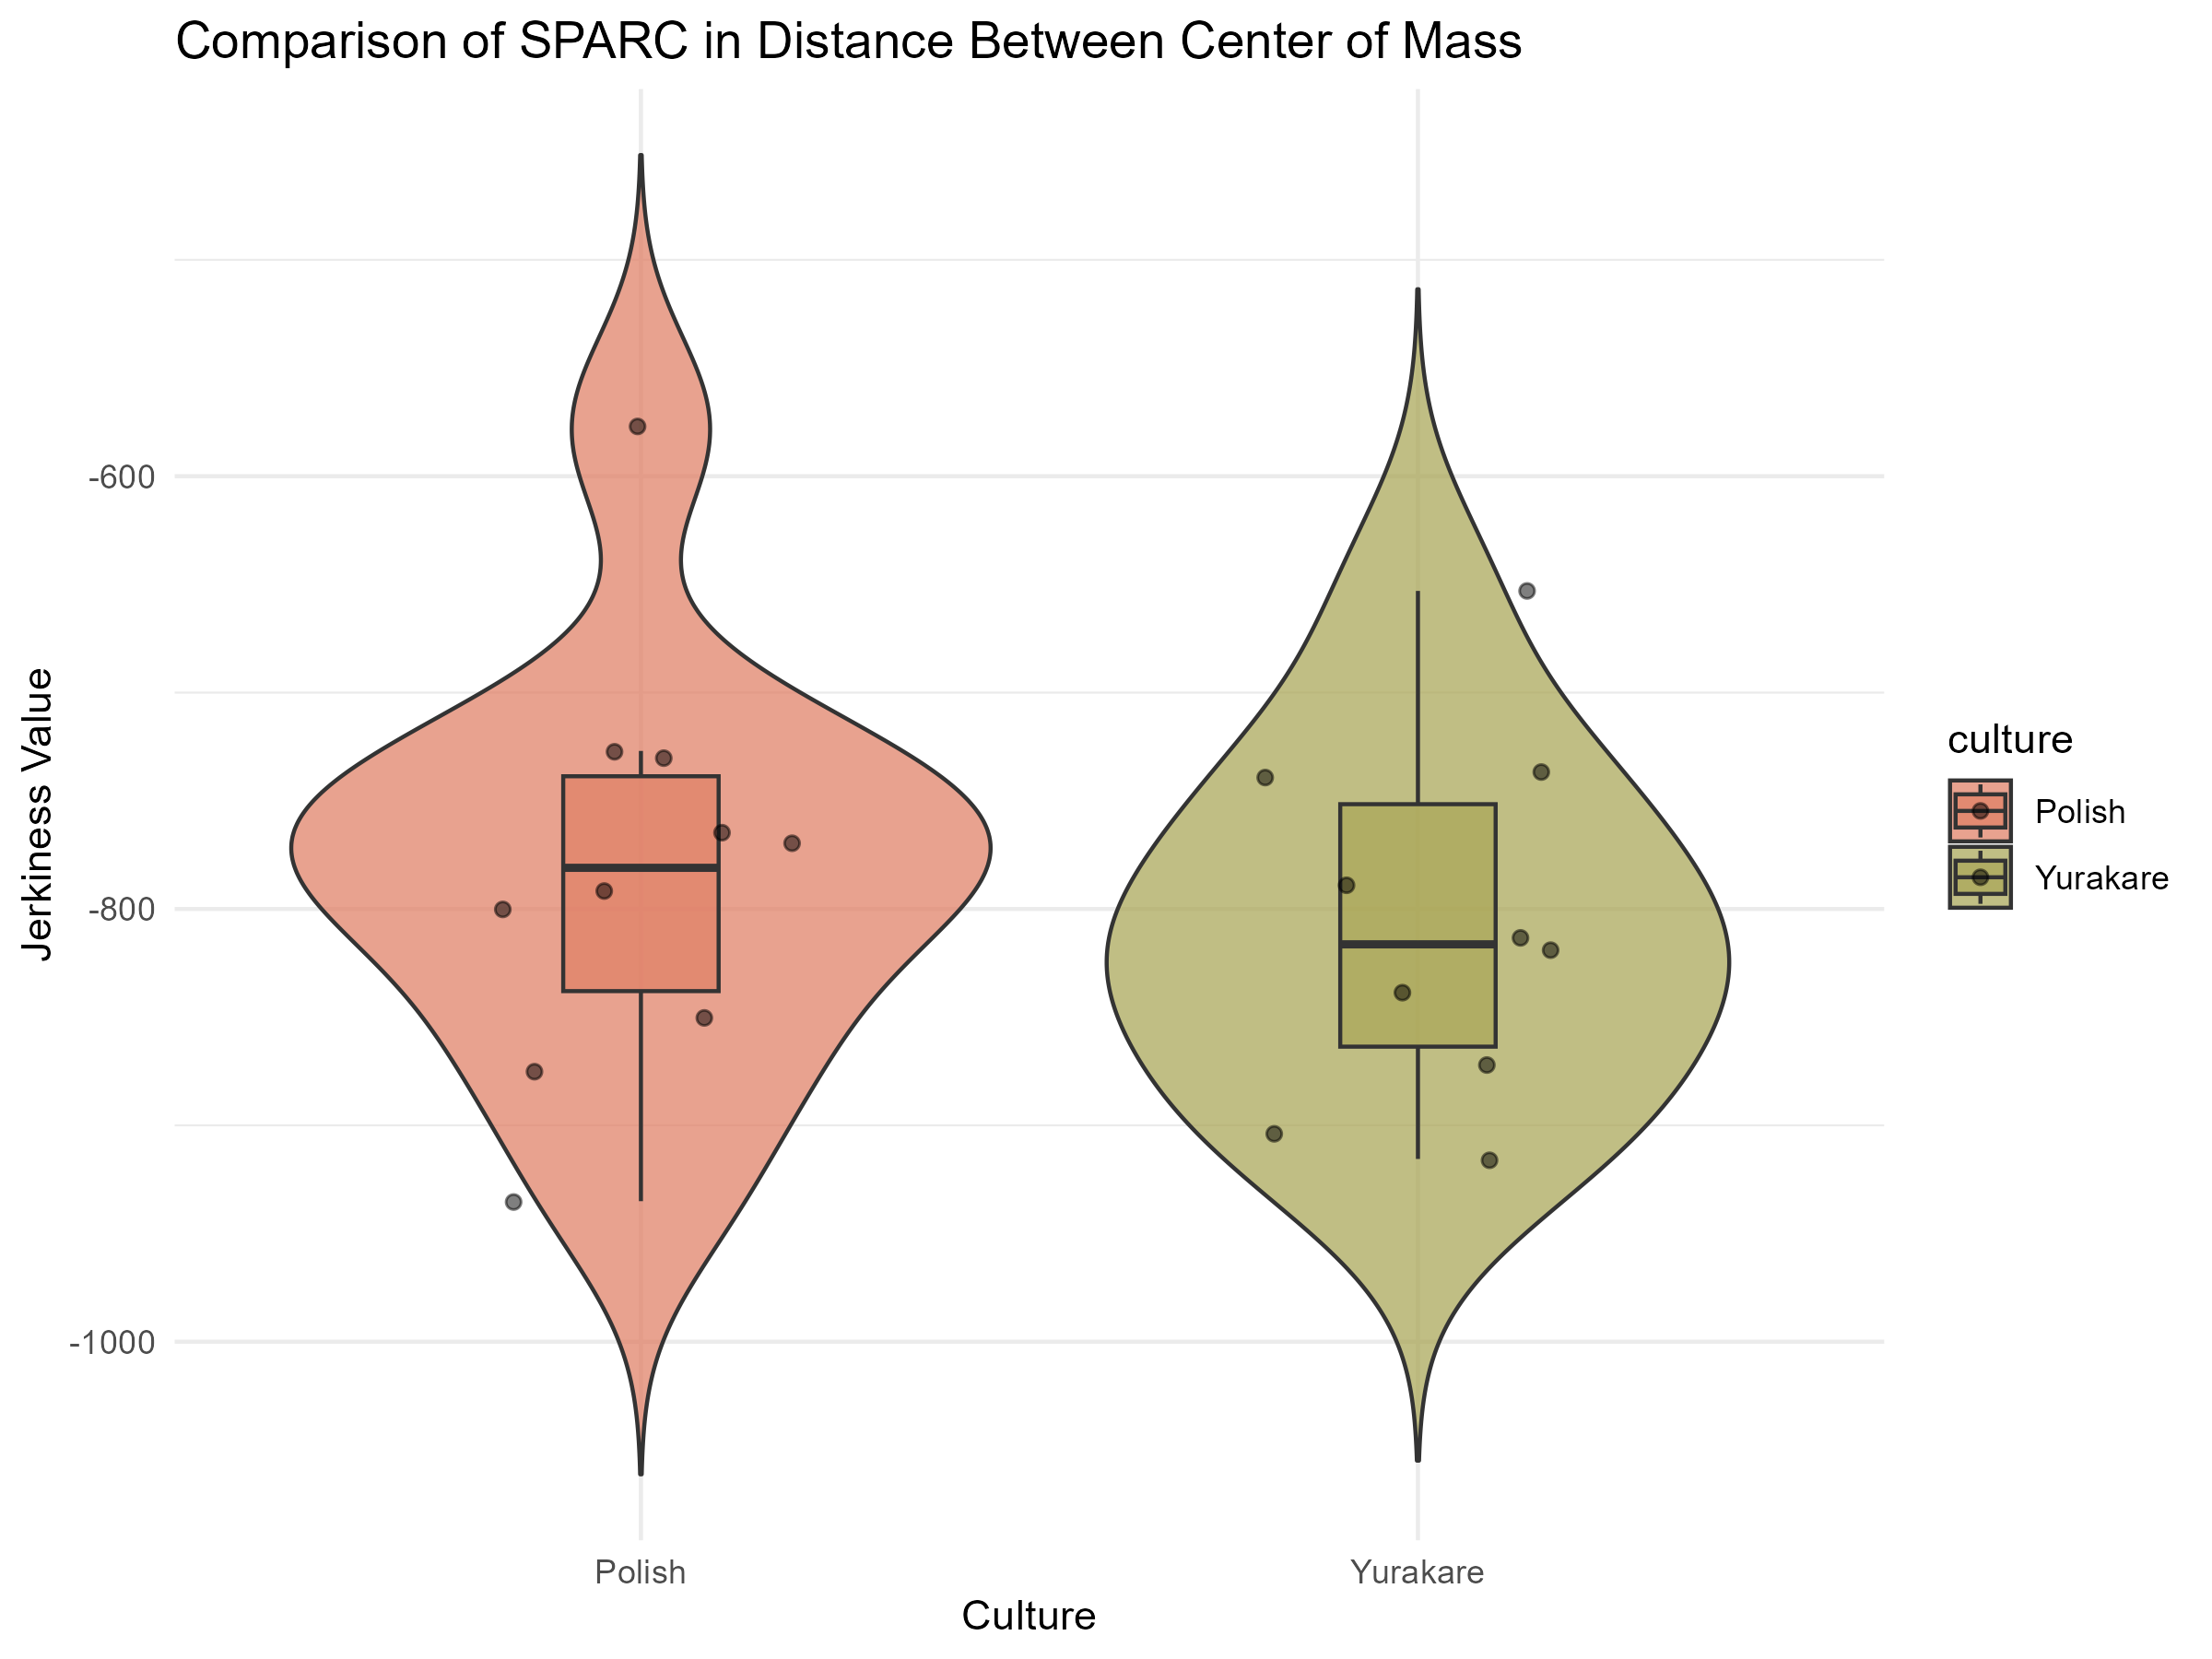 Comparison of SPARC in Distance Between Center of Mass
Jerkiness Value
-600
-800
-1000
Polish
Yurakare
Culture
culture
Polish
Yurakare